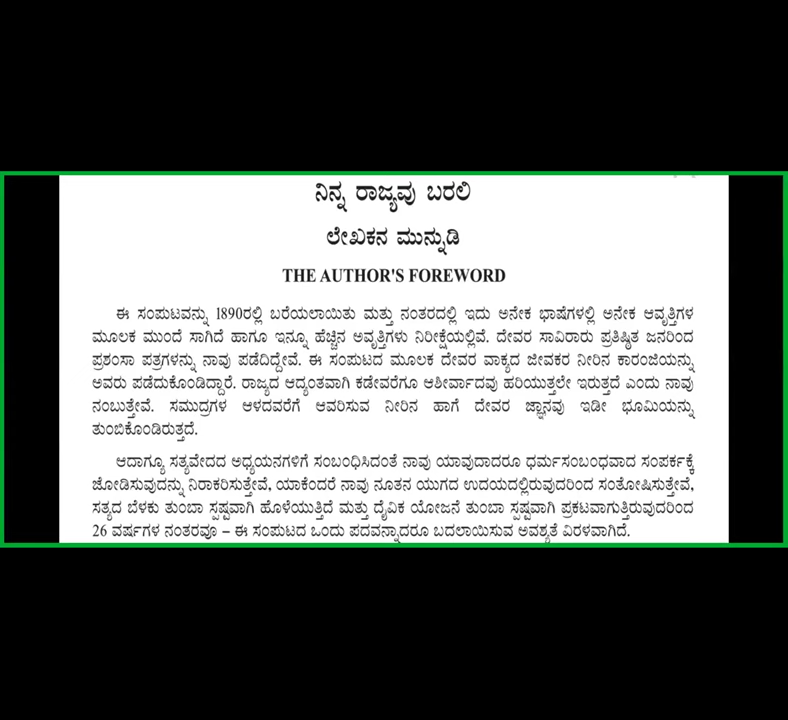 ನಿನ್ನ ರಾಜ್ಯವು ಬರಲಿ
ಲೇಖಕನ ಮುನ್ನುಡಿ
THE AUTHOR'S FOREWORD
ಈ ಸಂಪುಟವನ್ನು 1890ರಲ್ಲಿ ಬರೆಯಲಾಯಿತು ಮತ್ತು ನಂತರದಲ್ಲಿ ಇದು ಅನೇಕ ಭಾಷೆಗಳಲ್ಲಿ ಅನೇಕ ಆವೃತ್ತಿಗಳ
ಮೂಲಕ ಮುಂದೆ ಸಾಗಿದೆ ಹಾಗೂ ಇನ್ನೂ ಹೆಚ್ಚಿನ ಅವೃತ್ತಿಗಳು ನಿರೀಕ್ಷೆಯಲ್ಲಿವೆ. ದೇವರ ಸಾವಿರಾರು ಪ್ರತಿಷ್ಠಿತ ಜನರಿಂದ
ಪ್ರಶಂಸಾ ಪತ್ರಗಳನ್ನು ನಾವು ಪಡೆದಿದ್ದೇವೆ. ಈ ಸಂಪುಟದ ಮೂಲಕ ದೇವರ ವಾಕ್ಯದ ಜೀವಕರ ನೀರಿನ ಕಾರಂಜಿಯನ್ನು
ಅವರು ಪಡೆದುಕೊಂಡಿದ್ದಾರೆ. ರಾಜ್ಯದ ಆದ್ಯಂತವಾಗಿ ಕಡೇವರೆಗೂ ಆಶೀರ್ವಾದವು ಹರಿಯುತ್ತಲೇ ಇರುತ್ತದೆ ಎಂದು ನಾವು
ನಂಬುತ್ತೇವೆ. ಸಮುದ್ರಗಳ ಆಳದವರೆಗೆ ಆವರಿಸುವ ನೀರಿನ ಹಾಗೆ ದೇವರ ಜ್ಞಾನವು ಇಡೀ ಭೂಮಿಯನ್ನು
ತುಂಬಿಕೊಂಡಿರುತ್ತದೆ.
ಆದಾಗ್ಯೂ ಸತ್ಯವೇದದ ಅಧ್ಯಯನಗಳಿಗೆ ಸಂಬಂಧಿಸಿದಂತೆ ನಾವು ಯಾವುದಾದರೂ ಧರ್ಮಸಂಬಂಧವಾದ ಸಂಪರ್ಕಕ್ಕೆ
ಜೋಡಿಸುವುದನ್ನು ನಿರಾಕರಿಸುತ್ತೇವೆ, ಯಾಕೆಂದರೆ ನಾವು ನೂತನ ಯುಗದ ಉದಯದಲ್ಲಿರುವುದರಿಂದ ಸಂತೋಷಿಸುತ್ತೇವೆ,
ಸತ್ಯದ ಬೆಳಕು ತುಂಬಾ ಸ್ಪಷ್ಟವಾಗಿ ಹೊಳೆಯುತ್ತಿದೆ ಮತ್ತು ದೈವಿಕ ಯೋಜನೆ ತುಂಬಾ ಸ್ಪಷ್ಟವಾಗಿ ಪ್ರಕಟವಾಗುತ್ತಿರುವುದರಿಂದ
26 ವರ್ಷಗಳ ನಂತರವೂ – ಈ ಸಂಪುಟದ ಒಂದು ಪದವನ್ನಾದರೂ ಬದಲಾಯಿಸುವ ಅವಶ್ಯತೆ ವಿರಳವಾಗಿದೆ.